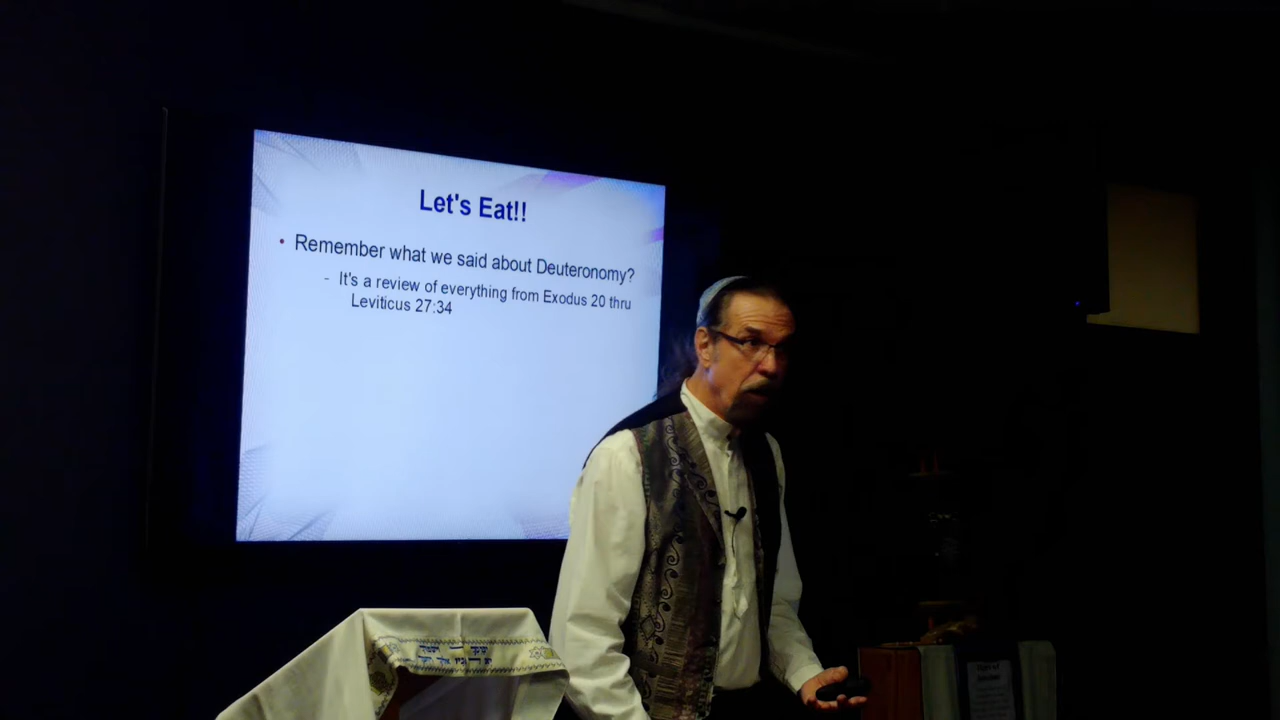 Let's Eat!!
• Remember what we said about Deuteronomy?
- It's a review of everything from Exodus 20 thru
Leviticus 27:34